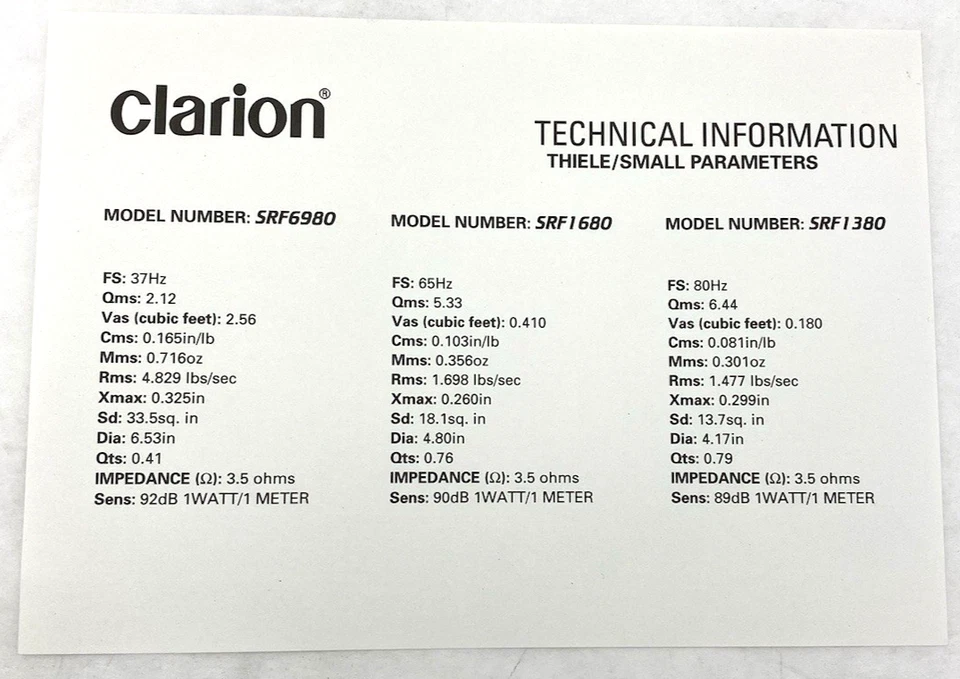 Clarion®
TECHNICAL INFORMATION
THIELE/SMALL PARAMETERS
MODEL NUMBER: SRF6980
FS: 37Hz
Qms: 2.12
Vas (cubic feet): 2.56
Cms: 0.165in/lb
Mms: 0.716oz
Rms: 4.829 lbs/sec
Xmax: 0.325in
Sd: 33.5sq. in
Dia: 6.53in
Qts: 0.41
IMPEDANCE (Ω): 3.5 ohms
Sens: 92dB 1WATT/1 METER
MODEL NUMBER: SRF1680
FS: 65Hz
Qms: 5.33
Vas (cubic feet): 0.410
Cms: 0.103in/lb
Mms: 0.356oz
Rms: 1.698 lbs/sec
Xmax: 0.260in
Sd: 18.1sq. in
Dia: 4.80in
Qts: 0.76
IMPEDANCE (Ω): 3.5 ohms
Sens: 90dB 1WATT/1 METER
MODEL NUMBER: SRF1380
FS: 80Hz
Qms: 6.44
Vas (cubic feet): 0.180
Cms: 0.081in/lb
Mms: 0.301oz
Rms: 1.477 lbs/sec
Xmax: 0.299in
Sd: 13.7sq. in
Dia: 4.17in
Qts: 0.79
IMPEDANCE (Ω): 3.5 ohms
Sens: 89dB 1WATT/1 METER